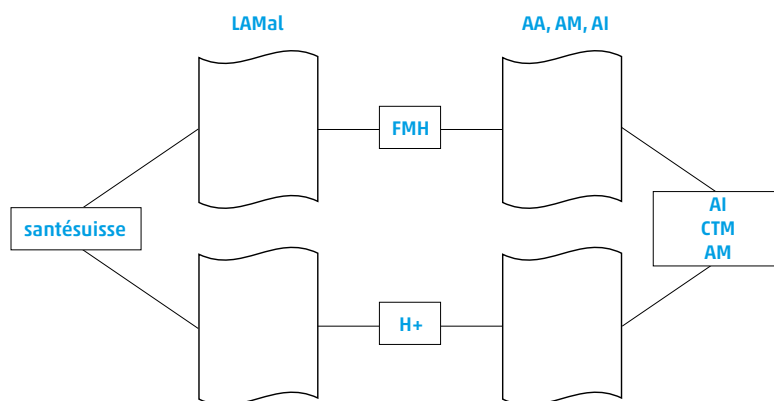 LAMal
AA, AM, AI
FMH
santésuisse
AI
CTM
AM
H+